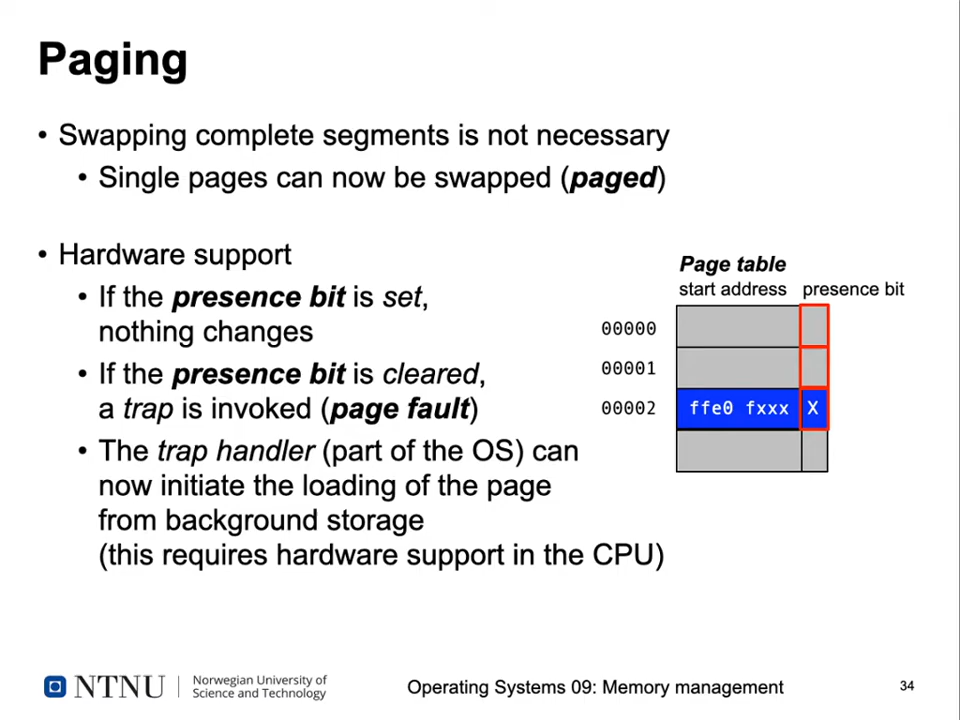 Paging
• Swapping complete segments is not necessary
• Single pages can now be swapped (paged)
• Hardware support
• If the presence bit is set,
nothing changes
• If the presence bit is cleared,
a trap is invoked (page fault)
• The trap handler (part of the OS) can
now initiate the loading of the page
from background storage
(this requires hardware support in the CPU)
Page table
start address presence bit
00000
00001
00002 ffe0 fxxx X
NTNU
Norwegian University of
Science and Technology
Operating Systems 09: Memory management
34